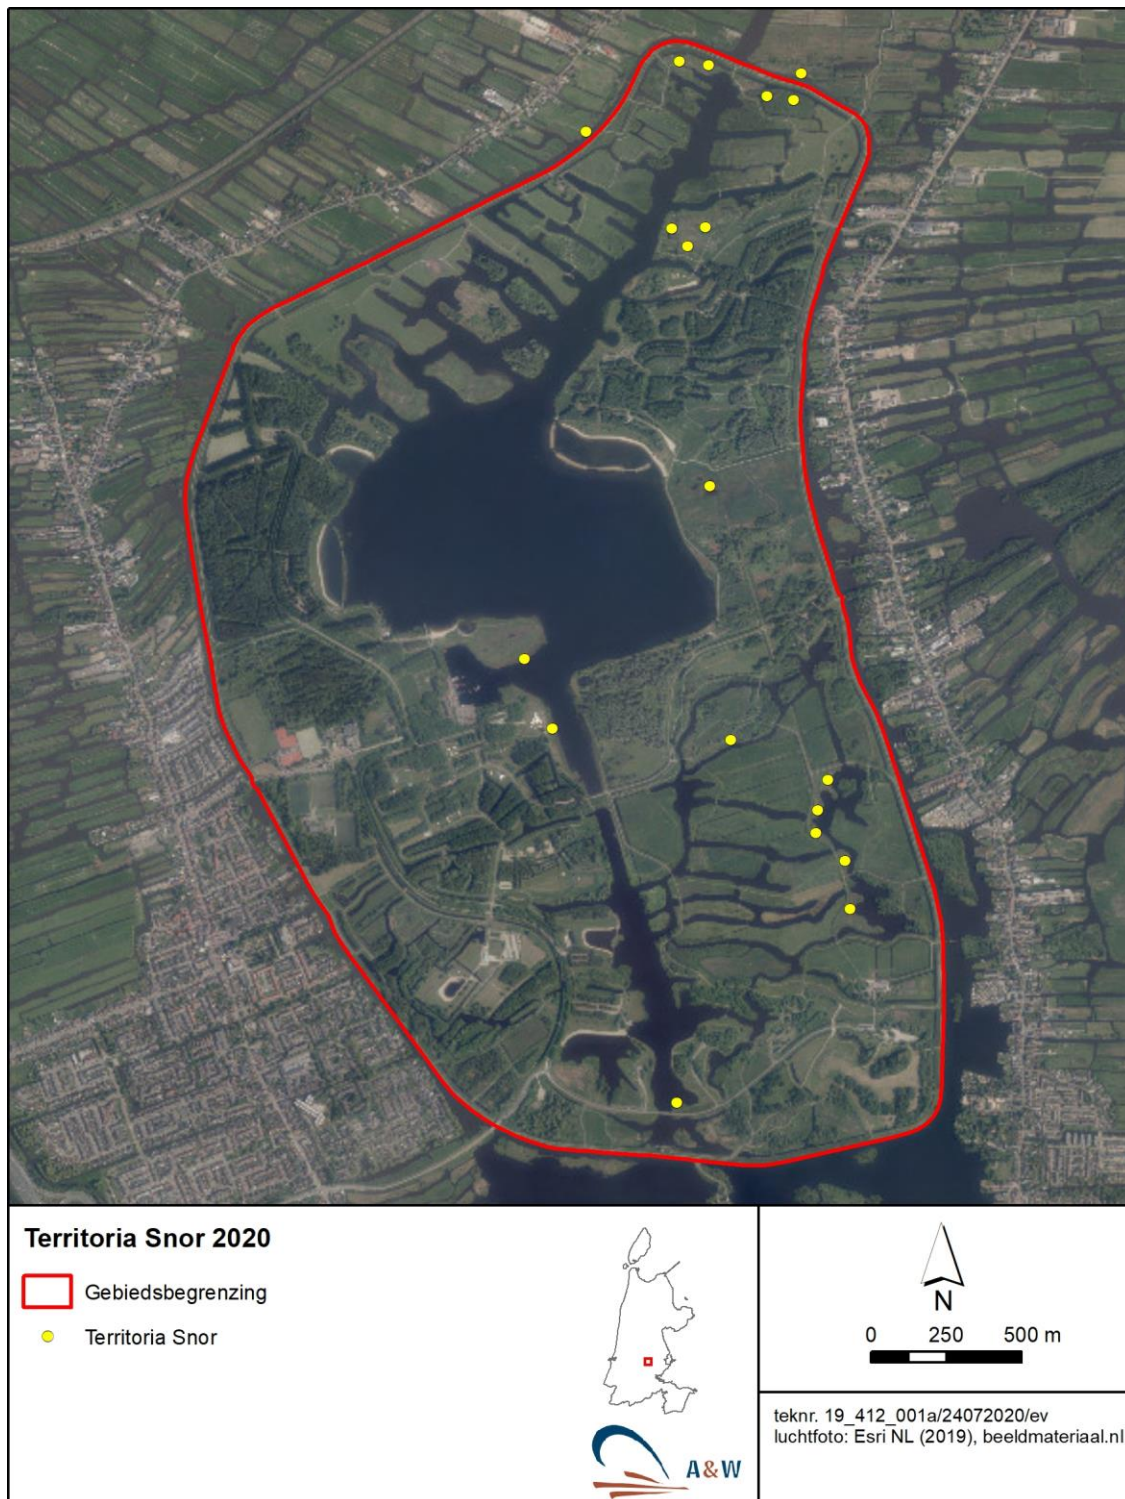 Territoria Snor 2020
Gebiedsbegrenzing
Territoria Snor
A&W
N
0 250 500 m
teknr. 19_412_001a/24072020/ev
luchtfoto: Esri NL (2019), beeldmateriaal.nl